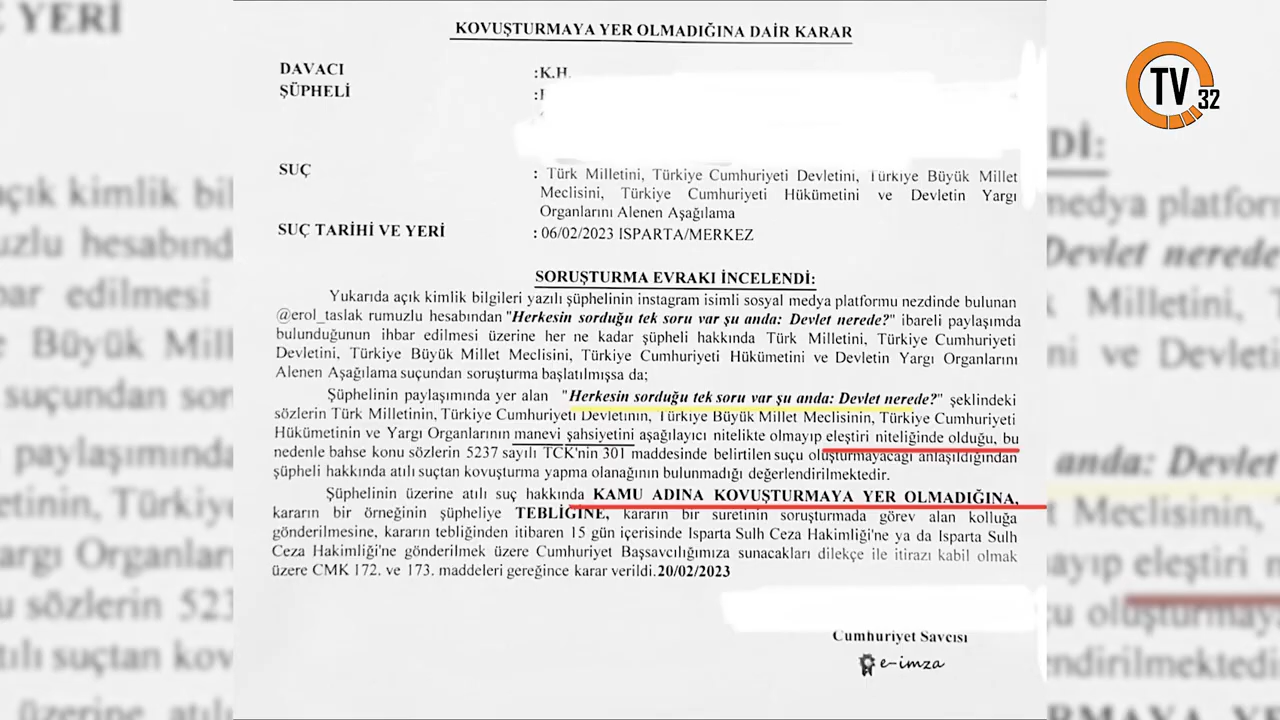 KOVUŞTURMAYA YER OLMADIĞINA DAİR KARAR
TV 32
DAVACI :K.H.
ŞÜPHELİ :
SUÇ : Türk Milletini, Türkiye Cumhuriyeti Devletini, Türkiye Büyük Millet
Meclisini, Türkiye Cumhuriyeti Hükümetini ve Devletin Yargı
Organlarını Alenen Aşağılama
SUÇ TARİHİ VE YERİ : 06/02/2023 ISPARTA/MERKEZ
SORUŞTURMA EVRAKI İNCELENDİ:
Yukarıda açık kimlik bilgileri yazılı şüphelinin instagram isimli sosyal medya platformu nezdinde bulunan
@erol_taslak rumuzlu hesabından "Herkesin sorduğu tek soru var şu anda: Devlet nerede?" ibareli paylaşımda
bulunduğunun ihbar edilmesi üzerine her ne kadar şüpheli hakkında Türk Milletini, Türkiye Cumhuriyeti
Devletini, Türkiye Büyük Millet Meclisini, Türkiye Cumhuriyeti Hükümetini ve Devletin Yargı Organlarını
Alenen Aşağılama suçundan soruşturma başlatılmışsa da;
Şüphelinin paylaşımında yer alan "Herkesin sorduğu tek soru var şu anda: Devlet nerede?" şeklindeki
sözlerin Türk Milletinin, Türkiye Cumhuriyeti Devletinin, Türkiye Büyük Millet Meclisinin, Türkiye Cumhuriyeti
Hükümetinin ve Yargı Organlarının manevi şahsiyetini aşağılayıcı nitelikte olmayıp eleştiri niteliğinde olduğu, bu
nedenle bahse konu sözlerin 5237 sayılı TCK'nin 301 maddesinde belirtilen suçu oluşturmayacağı anlaşıldığından
şüpheli hakkında atılı suçtan kovuşturma yapma olanağının bulunmadığı değerlendirilmektedir.
Şüphelinin üzerine atılı suç hakkında KAMU ADINA KOVUŞTURMAYA YER OLMADIĞINA,
kararın bir örneğinin şüpheliye TEBLİĞİNE, kararın bir suretinin soruşturmada görev alan kolluğa
gönderilmesine, kararın tebliğinden itibaren 15 gün içerisinde Isparta Sulh Ceza Hakimliği'ne ya da Isparta Sulh
Ceza Hakimliği'ne gönderilmek üzere Cumhuriyet Başsavcılığımıza sunacakları dilekçe ile itirazı kabil olmak
üzere CMK 172. ve 173. maddeleri gereğince karar verildi.20/02/2023
Cumhuriyet Savcısı
e-imza